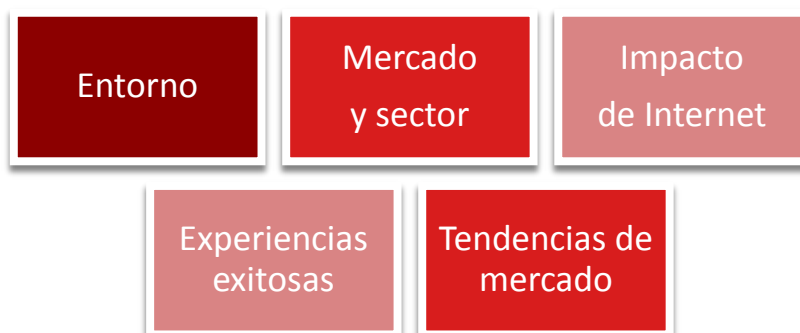 Entorno
Mercado
y sector
Impacto
de Internet
Experiencias
exitosas
Tendencias de
mercado